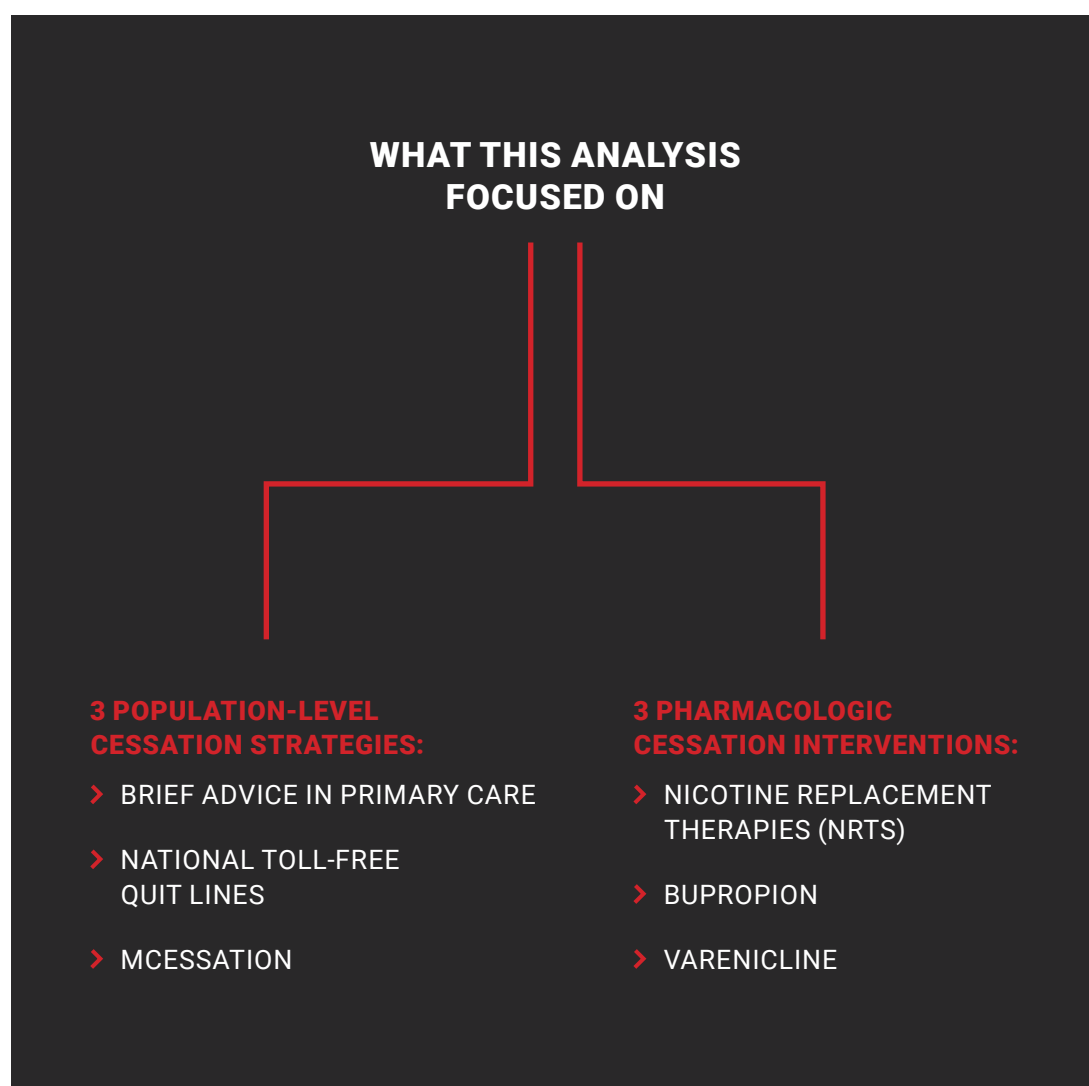 WHAT THIS ANALYSIS
FOCUSED ON
3 POPULATION-LEVEL
CESSATION STRATEGIES:
BRIEF ADVICE IN PRIMARY CARE
NATIONAL TOLL-FREE
QUIT LINES
MCESSATION
3 PHARMACOLOGIC
CESSATION INTERVENTIONS:
NICOTINE REPLACEMENT
THERAPIES (NRTS)
BUPROPION
VARENICLINE